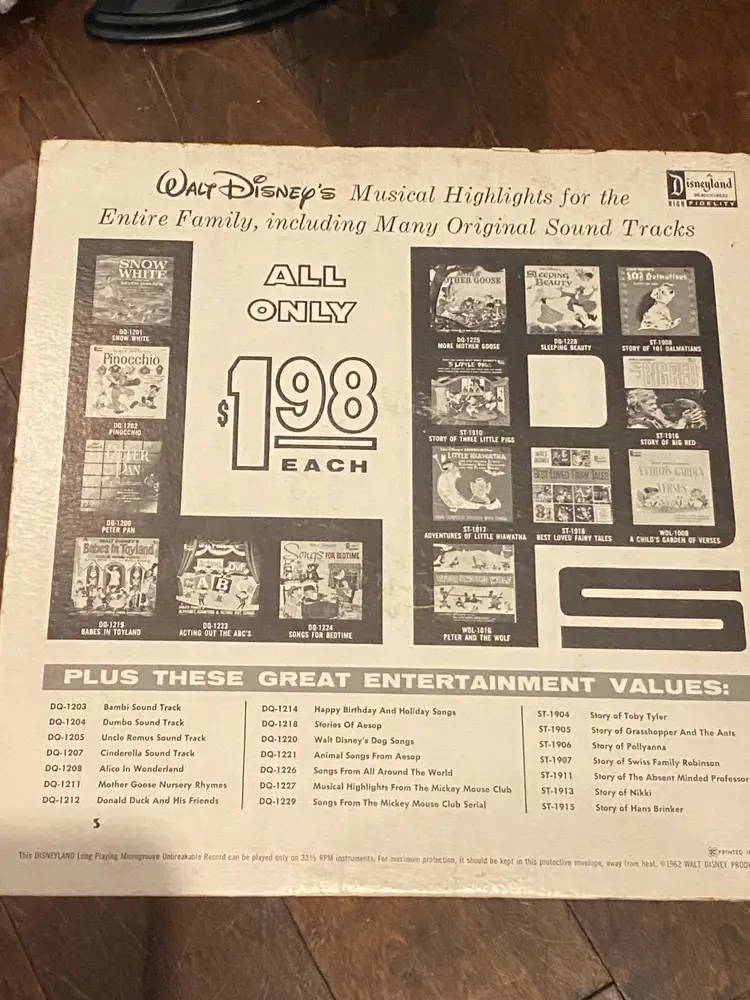 WALT DISNEY'S Musical Highlights for the
Entire Family, including Many Original Sound Tracks
A
Disneyland
HIGH FIDELITY
ALL
ONLY
$1.98
EACH
LPS
SNOW
WHITE
DQ-1201
SNOW WHITE
Pinocchio
DQ-1202
PINOCCHIO
PETER
PAN
DQ-1206
PETER PAN
Babes in Toyland
DQ-1219
BABES IN TOYLAND
ABC
DQ-1223
ACTING OUT THE ABC'S
Songs FOR BEDTIME
DQ-1224
SONGS FOR BEDTIME
MOTHER GOOSE
DQ-1225
MORE MOTHER GOOSE
SLEEPING
BEAUTY
DQ-1228
SLEEPING BEAUTY
101 Dalmatians
ST-1908
STORY OF 101 DALMATIANS
3 LITTLE PIGS
ST-1910
STORY OF THREE LITTLE PIGS
BIG RED
ST-1916
STORY OF BIG RED
LITTLE HIAWATHA
ST-1917
ADVENTURES OF LITTLE HIAWATHA
BEST LOVED FAIRY TALES
ST-1918
BEST LOVED FAIRY TALES
A CHILD'S GARDEN
OF
VERSES
WDL-1008
A CHILD'S GARDEN OF VERSES
WDL-1016
PETER AND THE WOLF
PLUS THESE GREAT ENTERTAINMENT VALUES:
DQ-1203 Bambi Sound Track
DQ-1204 Dumbo Sound Track
DQ-1205 Uncle Remus Sound Track
DQ-1207 Cinderella Sound Track
DQ-1208 Alice In Wonderland
DQ-1211 Mother Goose Nursery Rhymes
DQ-1212 Donald Duck And His Friends
DQ-1214 Happy Birthday And Holiday Songs
DQ-1218 Stories Of Aesop
DQ-1220 Walt Disney's Dog Songs
DQ-1221 Animal Songs From Aesop
DQ-1226 Songs From All Around The World
DQ-1227 Musical Highlights From The Mickey Mouse Club
DQ-1229 Songs From The Mickey Mouse Club Serial
ST-1904 Story of Toby Tyler
ST-1905 Story of Grasshopper And The Ants
ST-1906 Story of Pollyanna
ST-1907 Story of Swiss Family Robinson
ST-1911 Story of The Absent Minded Professor
ST-1913 Story of Nikki
ST-1915 Story of Hans Brinker
5
PRINTED
This DISNEYLAND Long Playing Microgroove Unbreakable Record can be played only on 33⅓ RPM instruments. For maximum protection, it should be kept in this protective envelope, away from heat. ©1962 WALT DISNEY PRODU